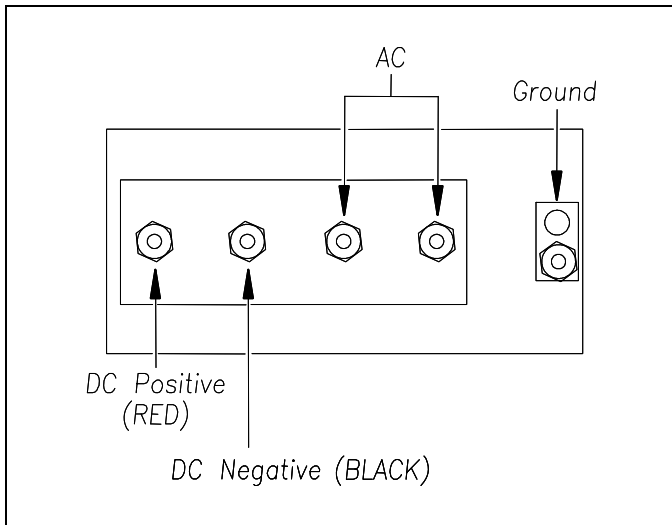 AC
Ground
DC Positive
(RED)
DC Negative (BLACK)